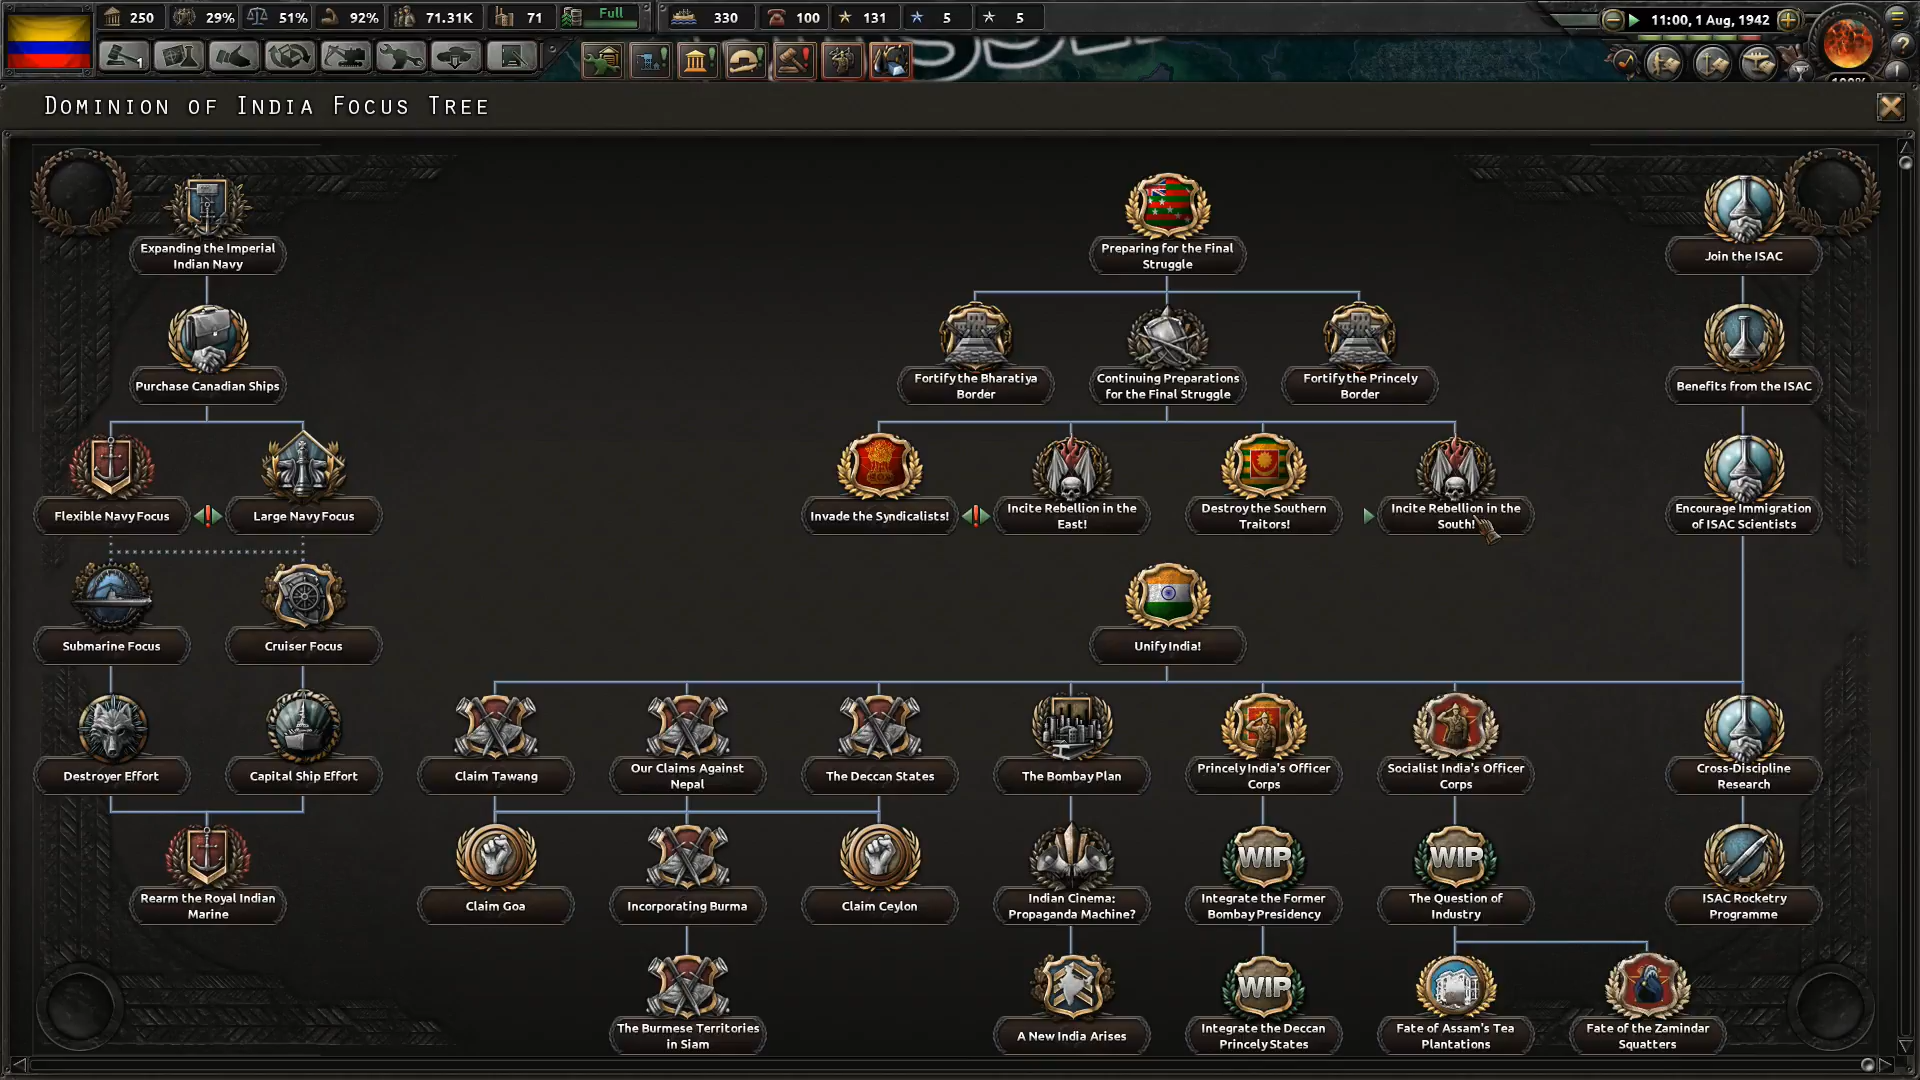 250
29%
51%
92%
71.31K
71
Full
330
100
131
5
5
11:00, 1 Aug, 1942
1
Dominion of India Focus Tree
Expanding the Imperial
Indian Navy
Preparing for the Final
Struggle
Join the ISAC
Purchase Canadian Ships
Fortify the Bharatiya
Border
Continuing Preparations
for the Final Struggle
Fortify the Princely
Border
Benefits from the ISAC
Flexible Navy Focus
Large Navy Focus
Invade the Syndicalists!
Incite Rebellion in the
East!
Destroy the Southern
Traitors!
Incite Rebellion in the
South!
Encourage Immigration
of ISAC Scientists
Submarine Focus
Cruiser Focus
Unify India!
Destroyer Effort
Capital Ship Effort
Claim Tawang
Our Claims Against
Nepal
The Deccan States
The Bombay Plan
Princely India's Officer
Corps
Socialist India's Officer
Corps
Cross-Discipline
Research
WIP
WIP
Rearm the Royal Indian
Marine
Claim Goa
Incorporating Burma
Claim Ceylon
Indian Cinema:
Propaganda Machine?
Integrate the Former
Bombay Presidency
The Question of
Industry
ISAC Rocketry
Programme
WIP
The Burmese Territories
in Siam
A New India Arises
Integrate the Deccan
Princely States
Fate of Assam's Tea
Plantations
Fate of the Zamindar
Squatters